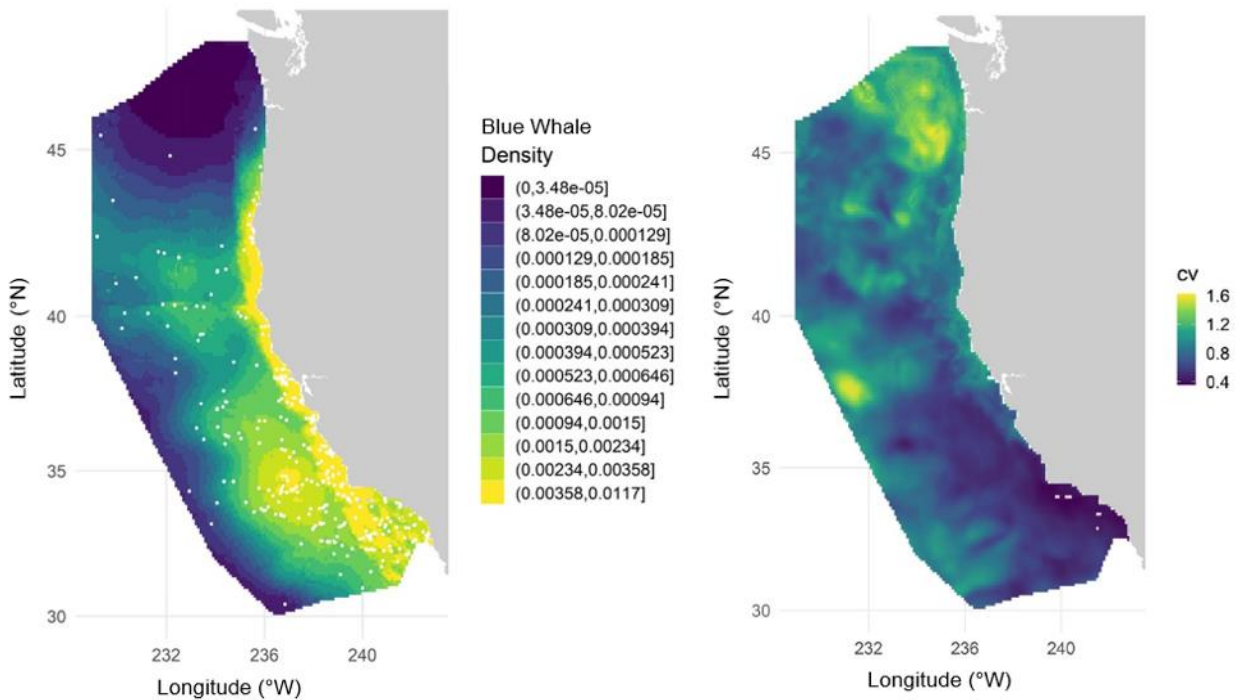 45
40
35
30
Latitude (°N)
232
236
240
Longitude (°W)
Blue Whale
Density
(0,3.48e-05]
(3.48e-05,8.02e-05]
(8.02e-05,0.000129]
(0.000129,0.000185]
(0.000185,0.000241]
(0.000241,0.000309]
(0.000309,0.000394]
(0.000394,0.000523]
(0.000523,0.000646]
(0.000646,0.00094]
(0.00094,0.0015]
(0.0015,0.00234]
(0.00234,0.00358]
(0.00358,0.0117]
45
40
35
30
Latitude (°N)
232
236
240
Longitude (°W)
CV
1.6
1.2
0.8
0.4